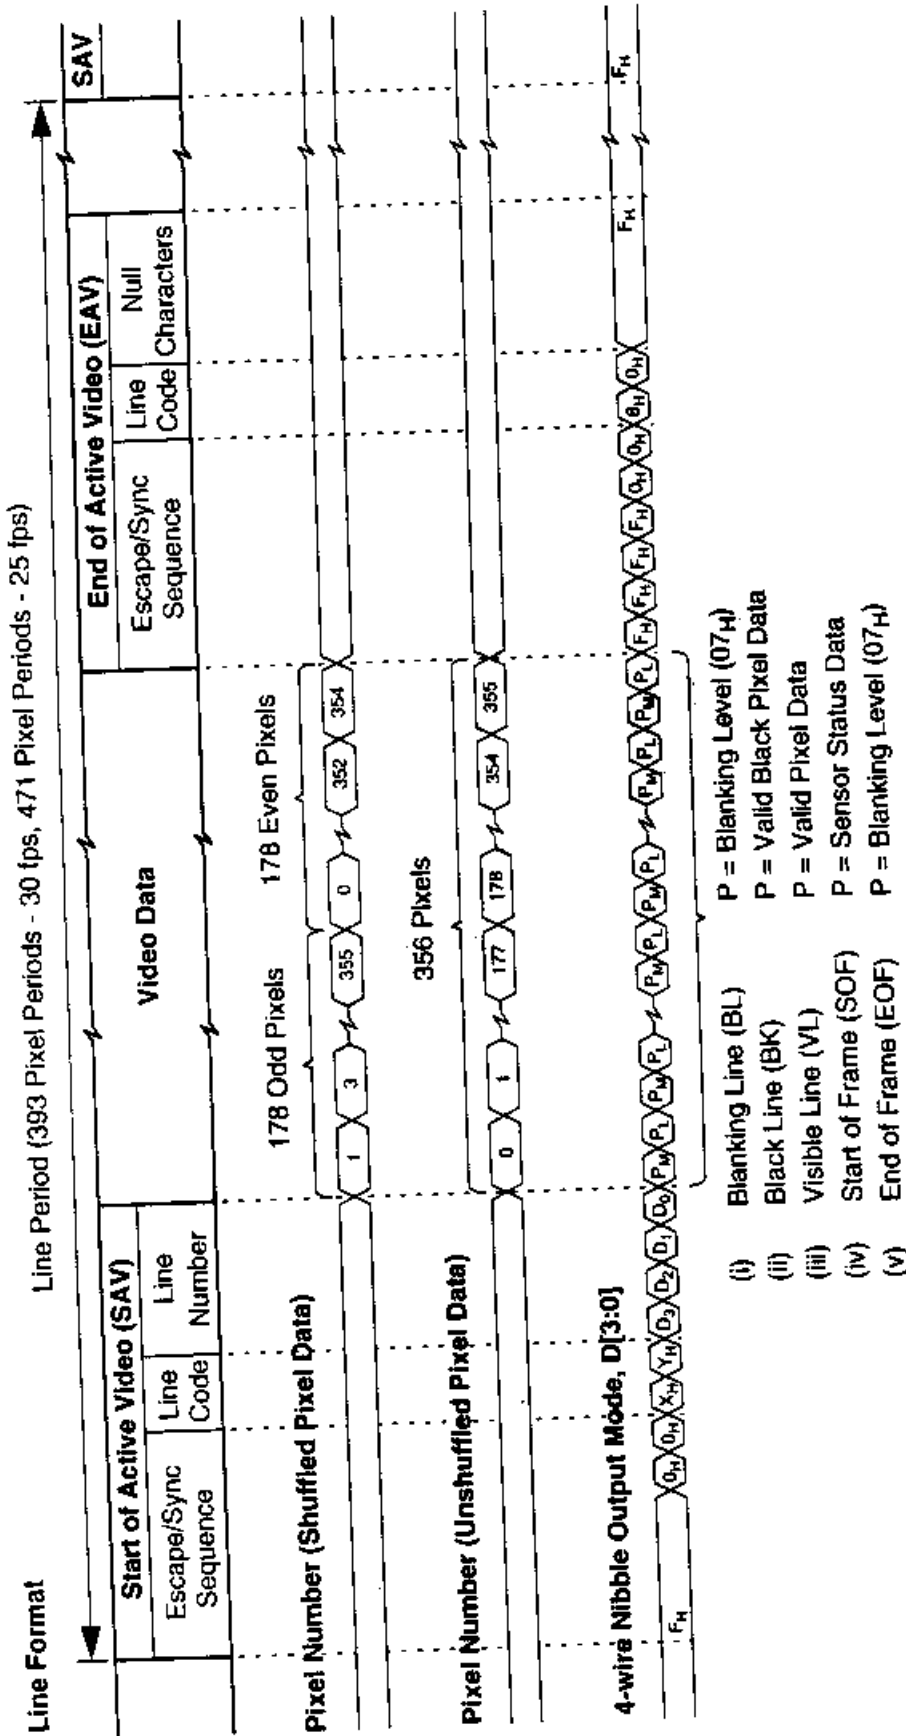 Line Format
Line Period (393 Pixel Periods - 30 fps, 471 Pixel Periods - 25 fps)
Start of Active Video (SAV)
Video Data
End of Active Video (EAV)
SAV
Escape/Sync
Sequence
Line
Code
Line
Number
Escape/Sync
Sequence
Line
Code
Null
Characters
178 Odd Pixels
178 Even Pixels
Pixel Number (Shuffled Pixel Data)
1 3 355 0 352 354
356 Pixels
Pixel Number (Unshuffled Pixel Data)
0 1 177 178 354 355
4-wire Nibble Output Mode, D[3:0]
FH 0H 0H XH YH D3 D2 D1 D0 PM PL PM PL PM PL PM PL PM PL PM PL FH FH FH FH 0H 0H 8H 0H FH FH
(i) Blanking Line (BL) P = Blanking Level (07H)
(ii) Black Line (BK) P = Valid Black Pixel Data
(iii) Visible Line (VL) P = Valid Pixel Data
(iv) Start of Frame (SOF) P = Sensor Status Data
(v) End of Frame (EOF) P = Blanking Level (07H)